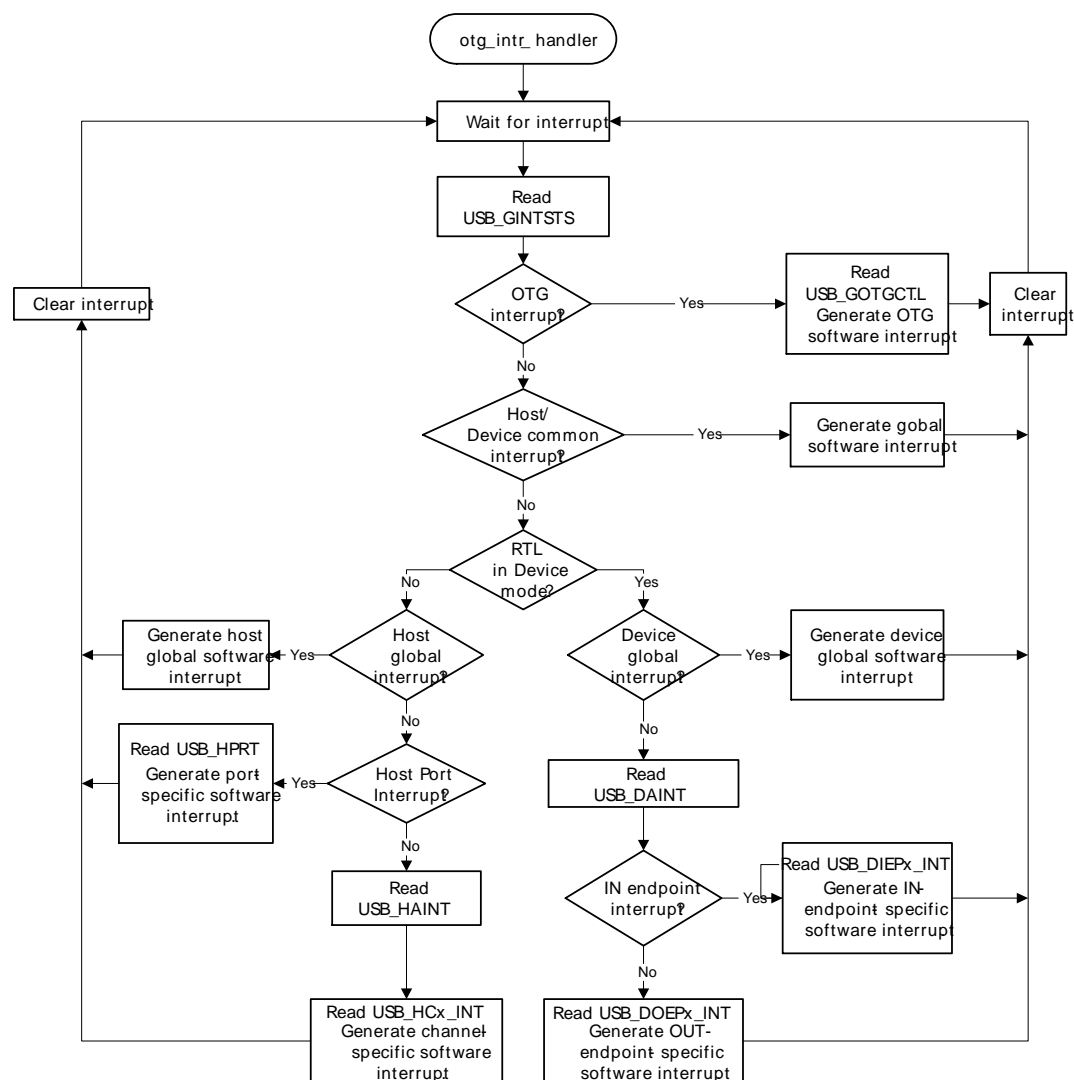 otg_intr_ handler
Wait for interrupt
Read
USB_GINTSTS
OTG
interrupt?
Yes
Read
USB_GOTGCTL.
Generate OTG
software interrupt
Clear
interrupt
Clear interrupt
No
Host/
Device common
interrupt?
Yes
Generate gobal
software interrupt
No
RTL
in Device
mode?
No
Yes
Host
global
interrupt?
Yes
Generate host
global software
interrupt
Device
global
interrupt?
Yes
Generate device
global software
interrupt
No
No
Host Port
Interrupt?
Yes
Read USB_HPRT
Generate port-
specific software
interrupt.
Read
USB_DAINT
No
Read
USB_HAINT
IN endpoint
interrupt?
Yes
Read USB_DIEPx_INT
Generate IN-
endpoint- specific
software interrupt
No
Read USB_HCx_INT
Generate channel-
specific software
interrupt.
Read USB_DOEPx_INT
Generate OUT-
endpoint- specific
software interrupt